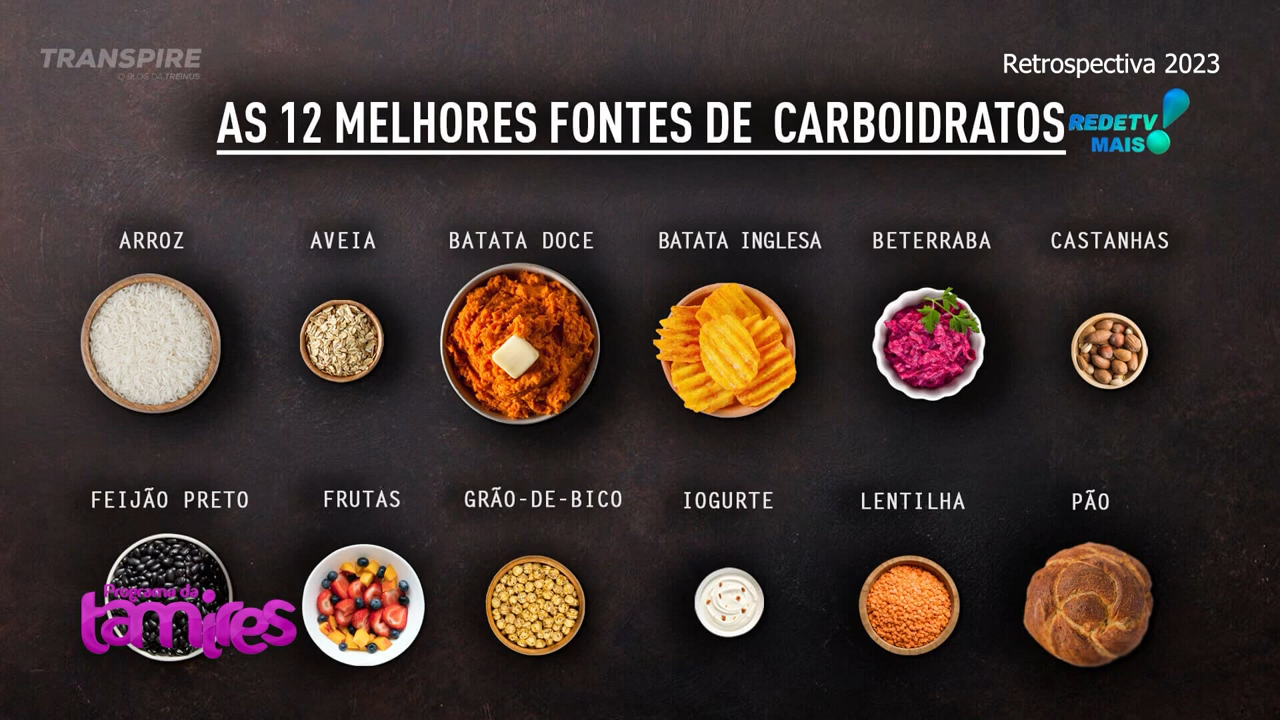 TRANSPIRE
O BLOG DA TREINUS
Retrospectiva 2023
AS 12 MELHORES FONTES DE CARBOIDRATOS
REDETV
MAIS!
ARROZ
AVEIA
BATATA DOCE
BATATA INGLESA
BETERRABA
CASTANHAS
FEIJÃO PRETO
FRUTAS
GRÃO-DE-BICO
IOGURTE
LENTILHA
PÃO
Programa da
tamires